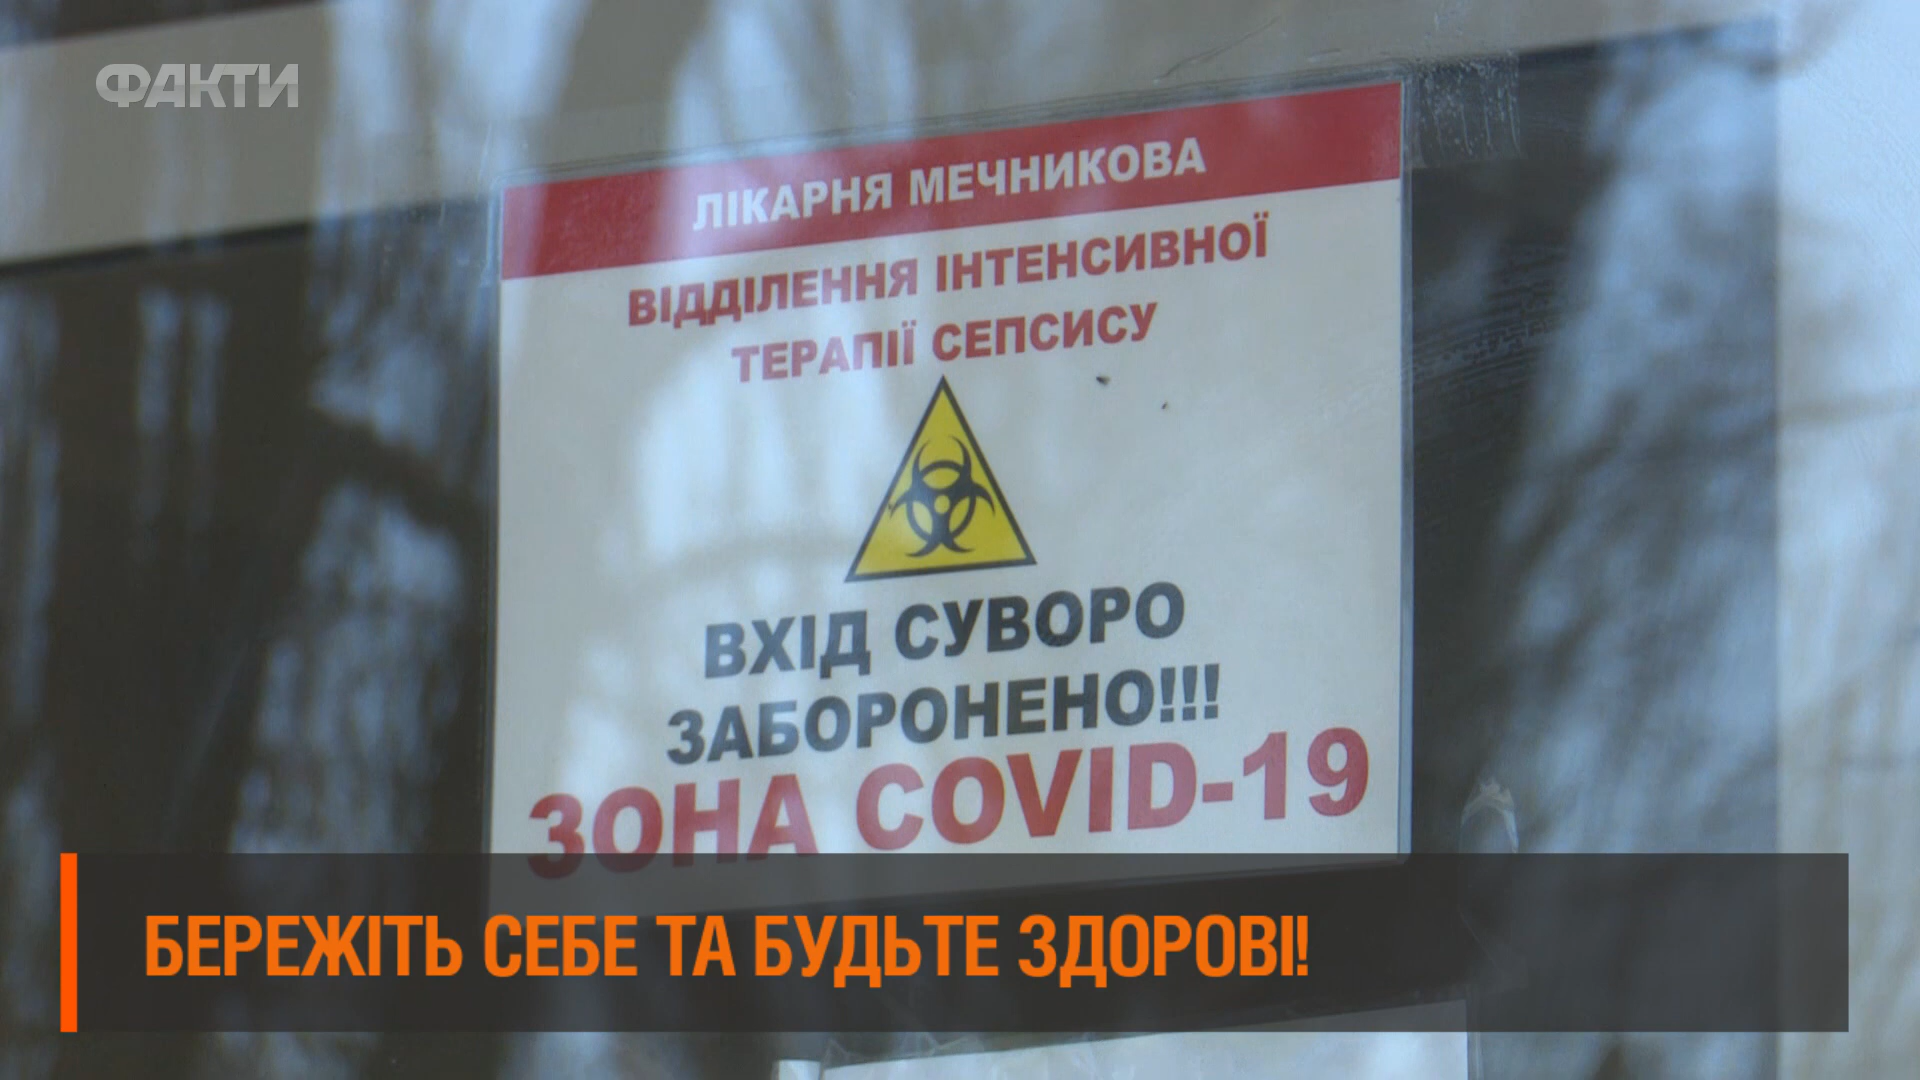 ФАКТИ
ЛІКАРНЯ МЕЧНИКОВА
ВІДДІЛЕННЯ ІНТЕНСИВНОЇ
ТЕРАПІЇ СЕПСИСУ
ВХІД СУВОРО
ЗАБОРОНЕНО!!!
ЗОНА COVID-19
БЕРЕЖІТЬ СЕБЕ ТА БУДЬТЕ ЗДОРОВІ!